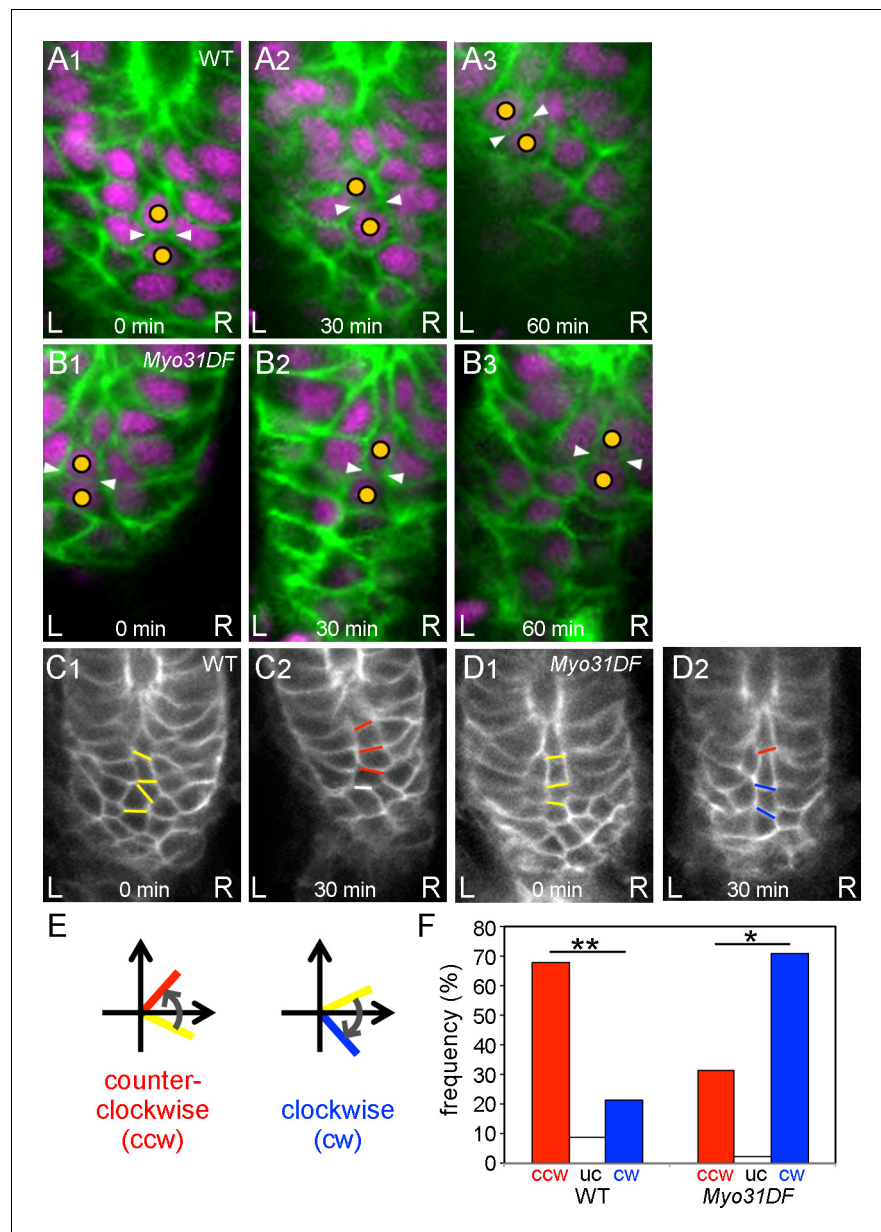 A1 WT
L 0 min R
A2
L 30 min R
A3
L 60 min R
B1 Myo31DF
L 0 min R
B2
L 30 min R
B3
L 60 min R
C1 WT
L 0 min R
C2
L 30 min R
D1 Myo31DF
L 0 min R
D2
L 30 min R
E
counter-
clockwise
(ccw)
clockwise
(cw)
F
frequency (%)
80
70
60
50
40
30
20
10
0
** *
ccw uc cw ccw uc cw
WT Myo31DF